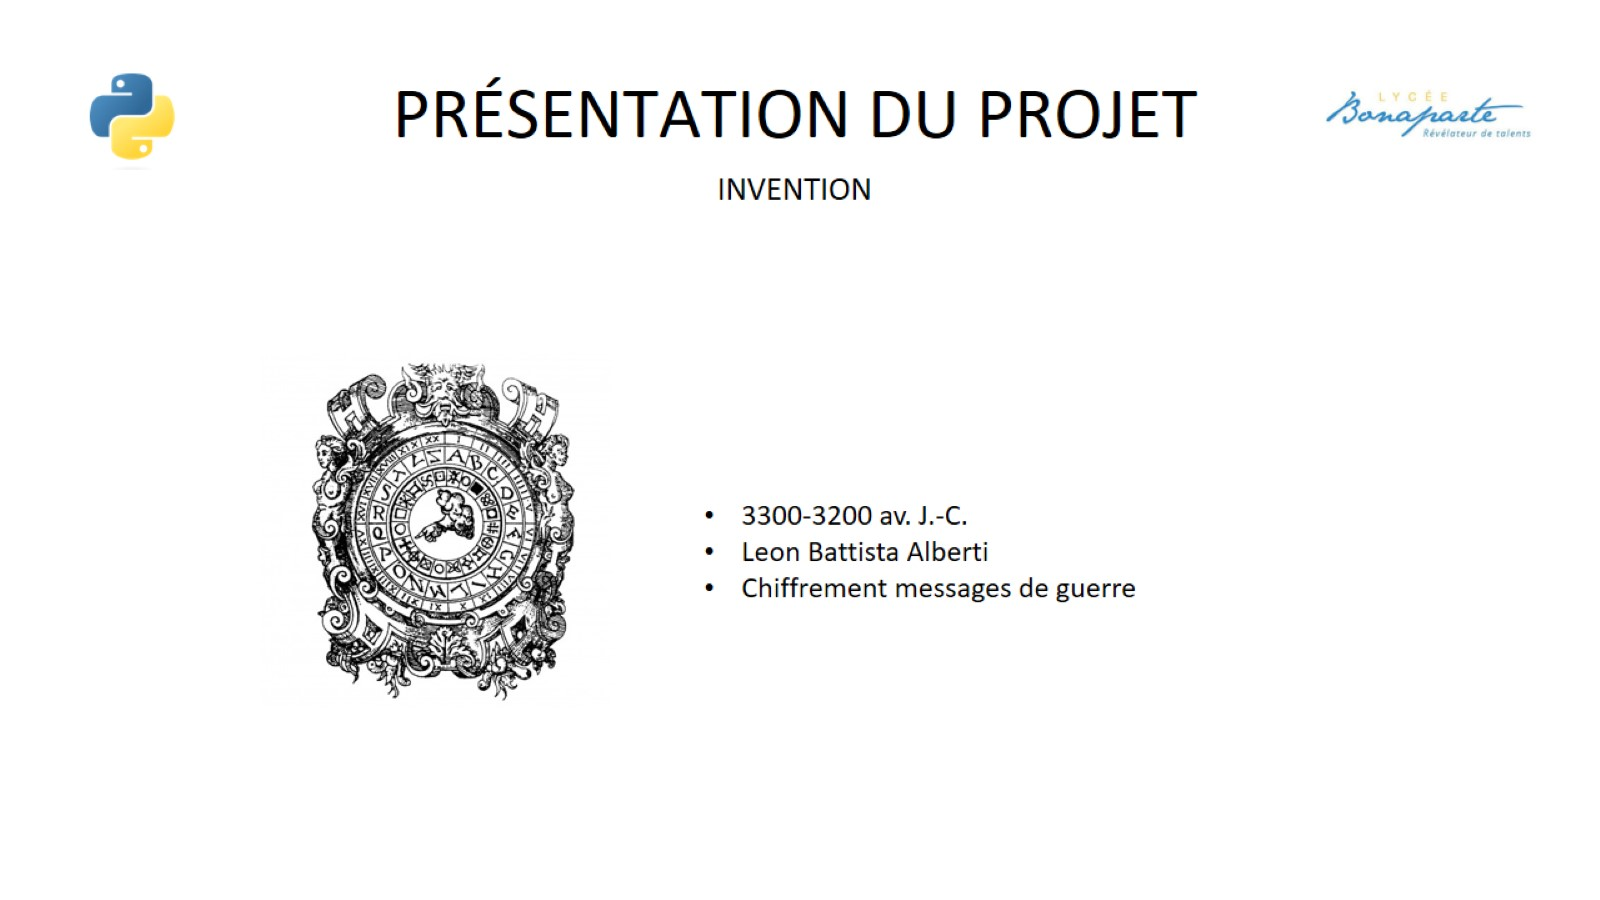 PRÉSENTATION DU PROJET
LYCÉE
Bonaparte
Révélateur de talents
INVENTION
• 3300-3200 av. J.-C.
• Leon Battista Alberti
• Chiffrement messages de guerre